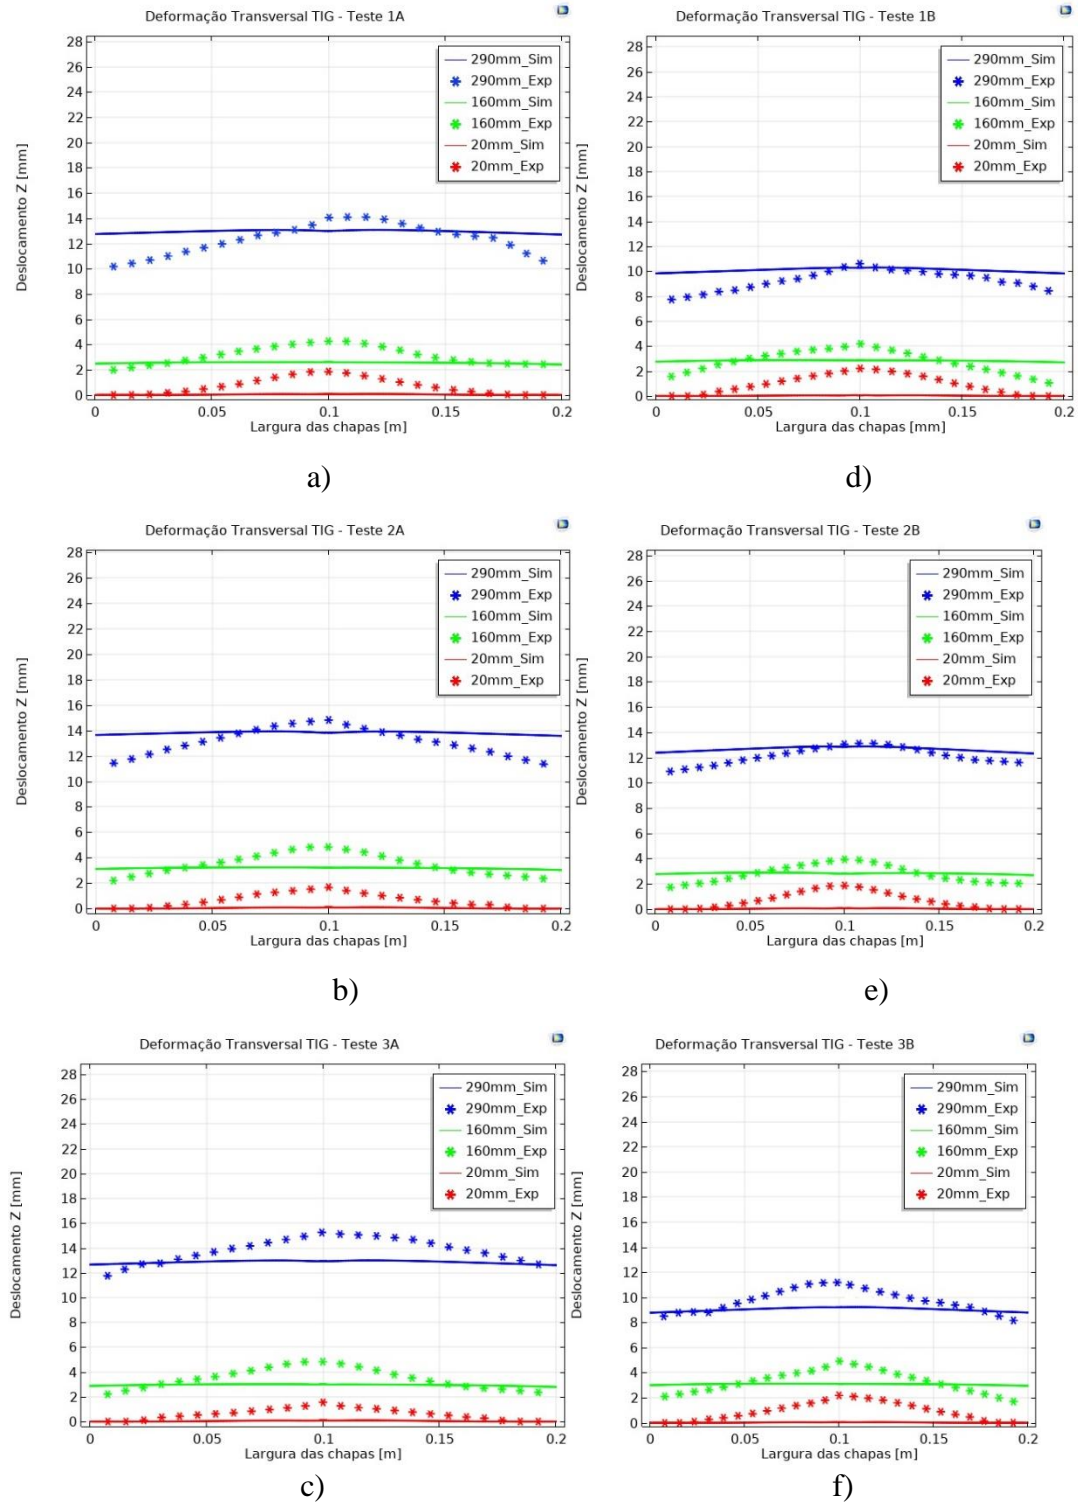 Deformação Transversal TIG - Teste 1A
Deslocamento Z [mm]
28
26
24
22
20
18
16
14
12
10
8
6
4
2
0
290mm_Sim
290mm_Exp
160mm_Sim
160mm_Exp
20mm_Sim
20mm_Exp
0 0.05 0.1 0.15 0.2
Largura das chapas [m]
a)
Deformação Transversal TIG - Teste 1B
Deslocamento Z [mm]
28
26
24
22
20
18
16
14
12
10
8
6
4
2
0
290mm_Sim
290mm_Exp
160mm_Sim
160mm_Exp
20mm_Sim
20mm_Exp
0 0.05 0.1 0.15 0.2
Largura das chapas [mm]
d)
Deformação Transversal TIG - Teste 2A
Deslocamento Z [mm]
28
26
24
22
20
18
16
14
12
10
8
6
4
2
0
290mm_Sim
290mm_Exp
160mm_Sim
160mm_Exp
20mm_Sim
20mm_Exp
0 0.05 0.1 0.15 0.2
Largura das chapas [m]
b)
Deformação Transversal TIG - Teste 2B
Deslocamento Z [mm]
28
26
24
22
20
18
16
14
12
10
8
6
4
2
0
290mm_Sim
290mm_Exp
160mm_Sim
160mm_Exp
20mm_Sim
20mm_Exp
0 0.05 0.1 0.15 0.2
Largura das chapas [m]
e)
Deformação Transversal TIG - Teste 3A
Deslocamento Z [mm]
28
26
24
22
20
18
16
14
12
10
8
6
4
2
0
290mm_Sim
290mm_Exp
160mm_Sim
160mm_Exp
20mm_Sim
20mm_Exp
0 0.05 0.1 0.15 0.2
Largura das chapas [m]
c)
Deformação Transversal TIG - Teste 3B
Deslocamento Z [mm]
28
26
24
22
20
18
16
14
12
10
8
6
4
2
0
290mm_Sim
290mm_Exp
160mm_Sim
160mm_Exp
20mm_Sim
20mm_Exp
0 0.05 0.1 0.15 0.2
Largura das chapas [m]
f)